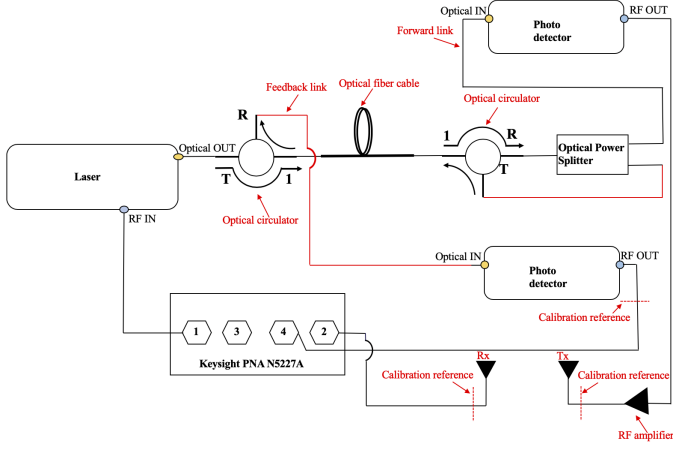 Optical IN
Photo
detector
RF OUT
Forward link
Feedback link
Optical fiber cable
Optical circulator
R
1
R
Optical OUT
Optical Power
Splitter
Laser
T
1
T
Optical circulator
RF IN
Optical IN
Photo
detector
RF OUT
Calibration reference
1
3
4
2
Keysight PNA N5227A
Rx
Tx
Calibration reference
Calibration reference
RF amplifier